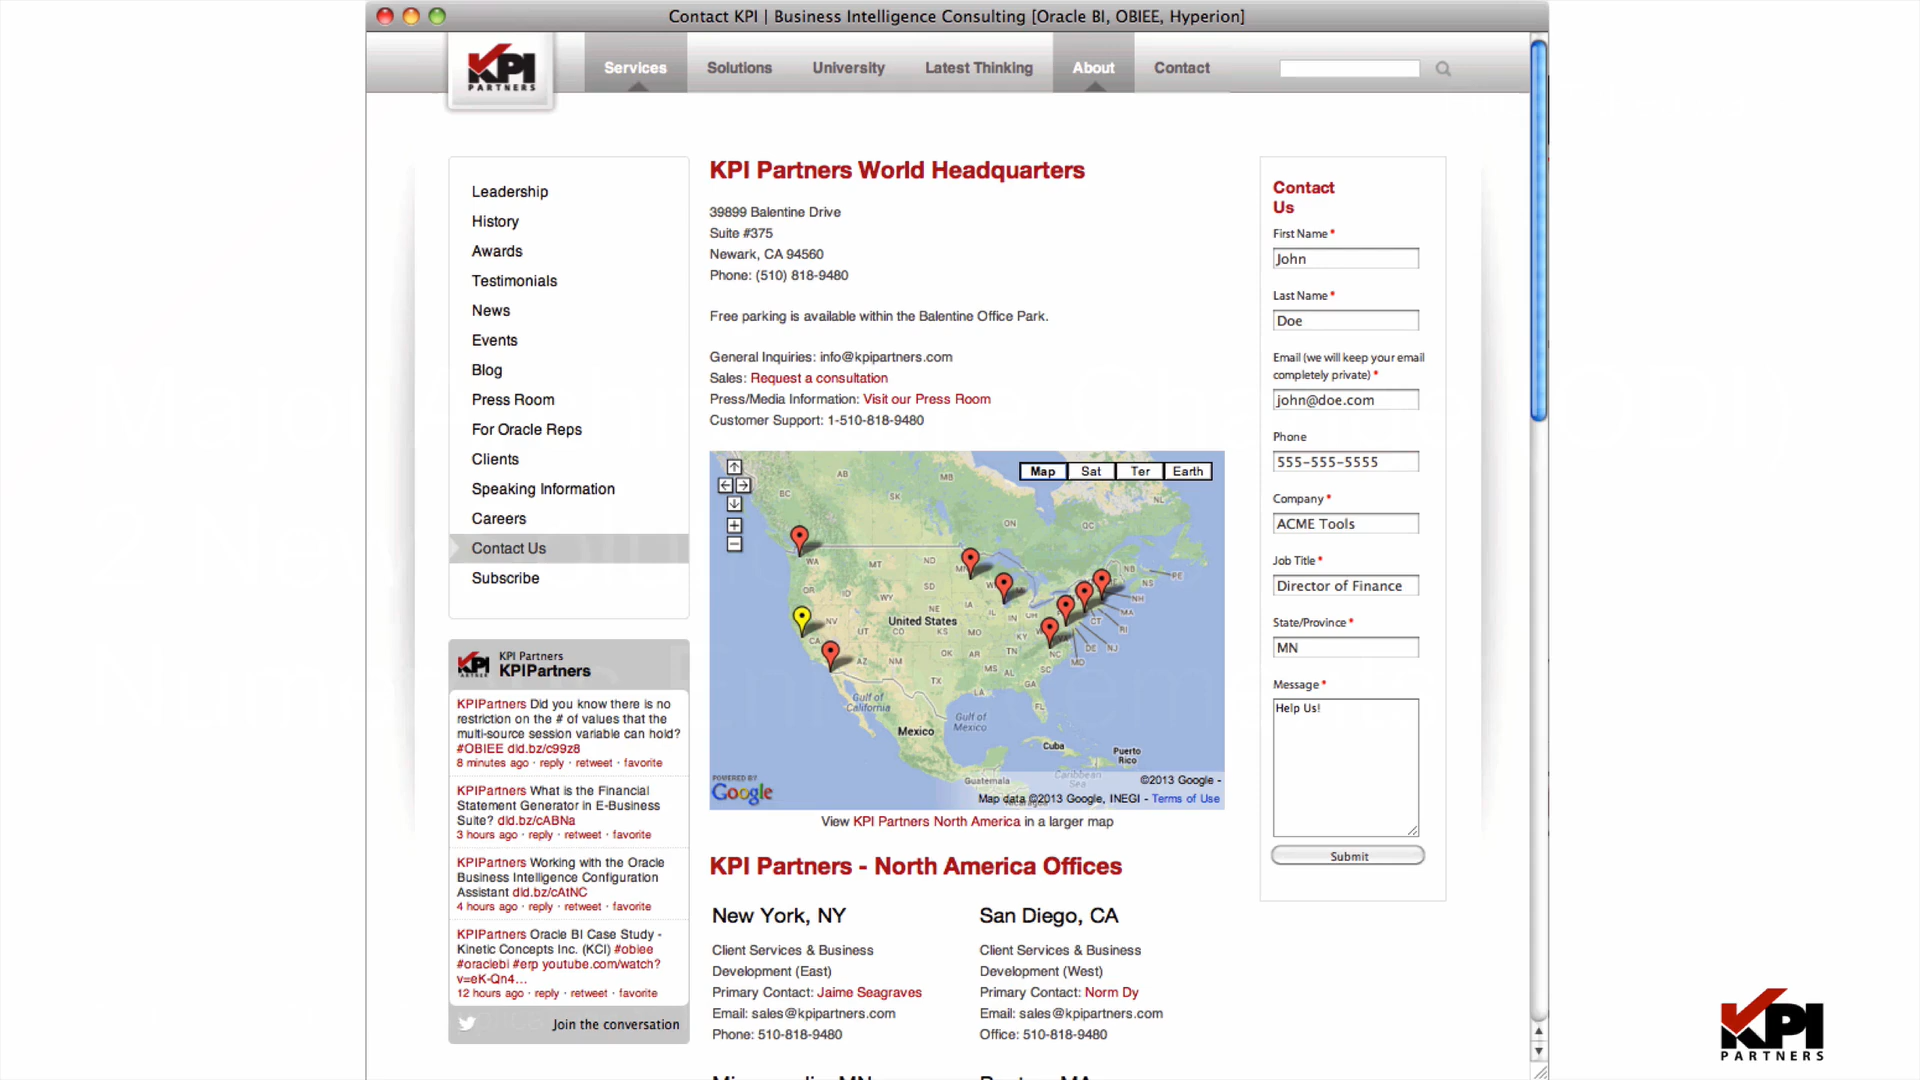 Contact KPI | Business Intelligence Consulting [Oracle BI, OBIEE, Hyperion]
KPI
PARTNERS
Services
Solutions
University
Latest Thinking
About
Contact
Leadership
History
Awards
Testimonials
News
Events
Blog
Press Room
For Oracle Reps
Clients
Speaking Information
Careers
Contact Us
Subscribe
KPI Partners
KPIPartners
KPIPartners Did you know there is no
restriction on the # of values that the
multi-source session variable can hold?
#OBIEE dld.bz/c99z8
8 minutes ago · reply · retweet · favorite
KPIPartners What is the Financial
Statement Generator in E-Business
Suite? dld.bz/cABNa
3 hours ago · reply · retweet · favorite
KPIPartners Working with the Oracle
Business Intelligence Configuration
Assistant dld.bz/cAtNC
4 hours ago · reply · retweet · favorite
KPIPartners Oracle BI Case Study -
Kinetic Concepts Inc. (KCI) #obiee
#oraclebi #erp youtube.com/watch?
v=eK-Qn4...
12 hours ago · reply · retweet · favorite
Join the conversation
KPI Partners World Headquarters
39899 Balentine Drive
Suite #375
Newark, CA 94560
Phone: (510) 818-9480
Free parking is available within the Balentine Office Park.
General Inquiries: info@kpipartners.com
Sales: Request a consultation
Press/Media Information: Visit our Press Room
Customer Support: 1-510-818-9480
Map
Sat
Ter
Earth
United States
Gulf of
California
Gulf of
Mexico
Mexico
Cuba
Puerto
Rico
Guatemala
Caribbean
Sea
POWERED BY
Google
©2013 Google -
Map data ©2013 Google, INEGI - Terms of Use
View KPI Partners North America in a larger map
KPI Partners - North America Offices
New York, NY
Client Services & Business
Development (East)
Primary Contact: Jaime Seagraves
Email: sales@kpipartners.com
Phone: 510-818-9480
San Diego, CA
Client Services & Business
Development (West)
Primary Contact: Norm Dy
Email: sales@kpipartners.com
Office: 510-818-9480
Contact
Us
First Name *
John
Last Name *
Doe
Email (we will keep your email
completely private) *
john@doe.com
Phone
555-555-5555
Company *
ACME Tools
Job Title *
Director of Finance
State/Province *
MN
Message *
Help Us!
Submit
KPI
PARTNERS